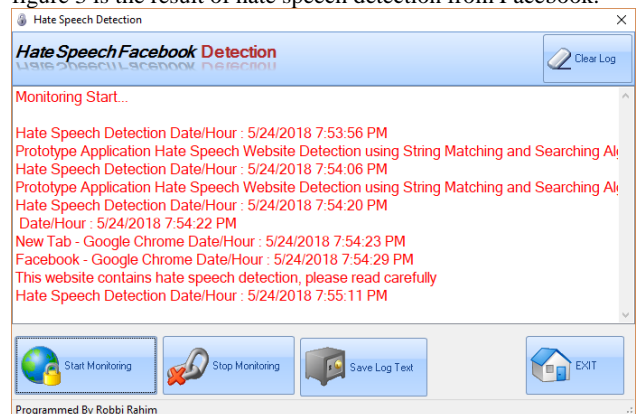 figure 3 is the result of hate speech detection from Facebook.
Hate Speech Detection
Hate Speech Facebook Detection
Clear Log
Monitoring Start...
Hate Speech Detection Date/Hour : 5/24/2018 7:53:56 PM
Prototype Application Hate Speech Website Detection using String Matching and Searching Alg
Hate Speech Detection Date/Hour : 5/24/2018 7:54:06 PM
Prototype Application Hate Speech Website Detection using String Matching and Searching Alg
Hate Speech Detection Date/Hour : 5/24/2018 7:54:20 PM
Date/Hour : 5/24/2018 7:54:22 PM
New Tab - Google Chrome Date/Hour : 5/24/2018 7:54:23 PM
Facebook - Google Chrome Date/Hour : 5/24/2018 7:54:29 PM
This website contains hate speech detection, please read carefully
Hate Speech Detection Date/Hour : 5/24/2018 7:55:11 PM
Start Monitoring
Stop Monitoring
Save Log Text
EXIT
Programmed By Robbi Rahim